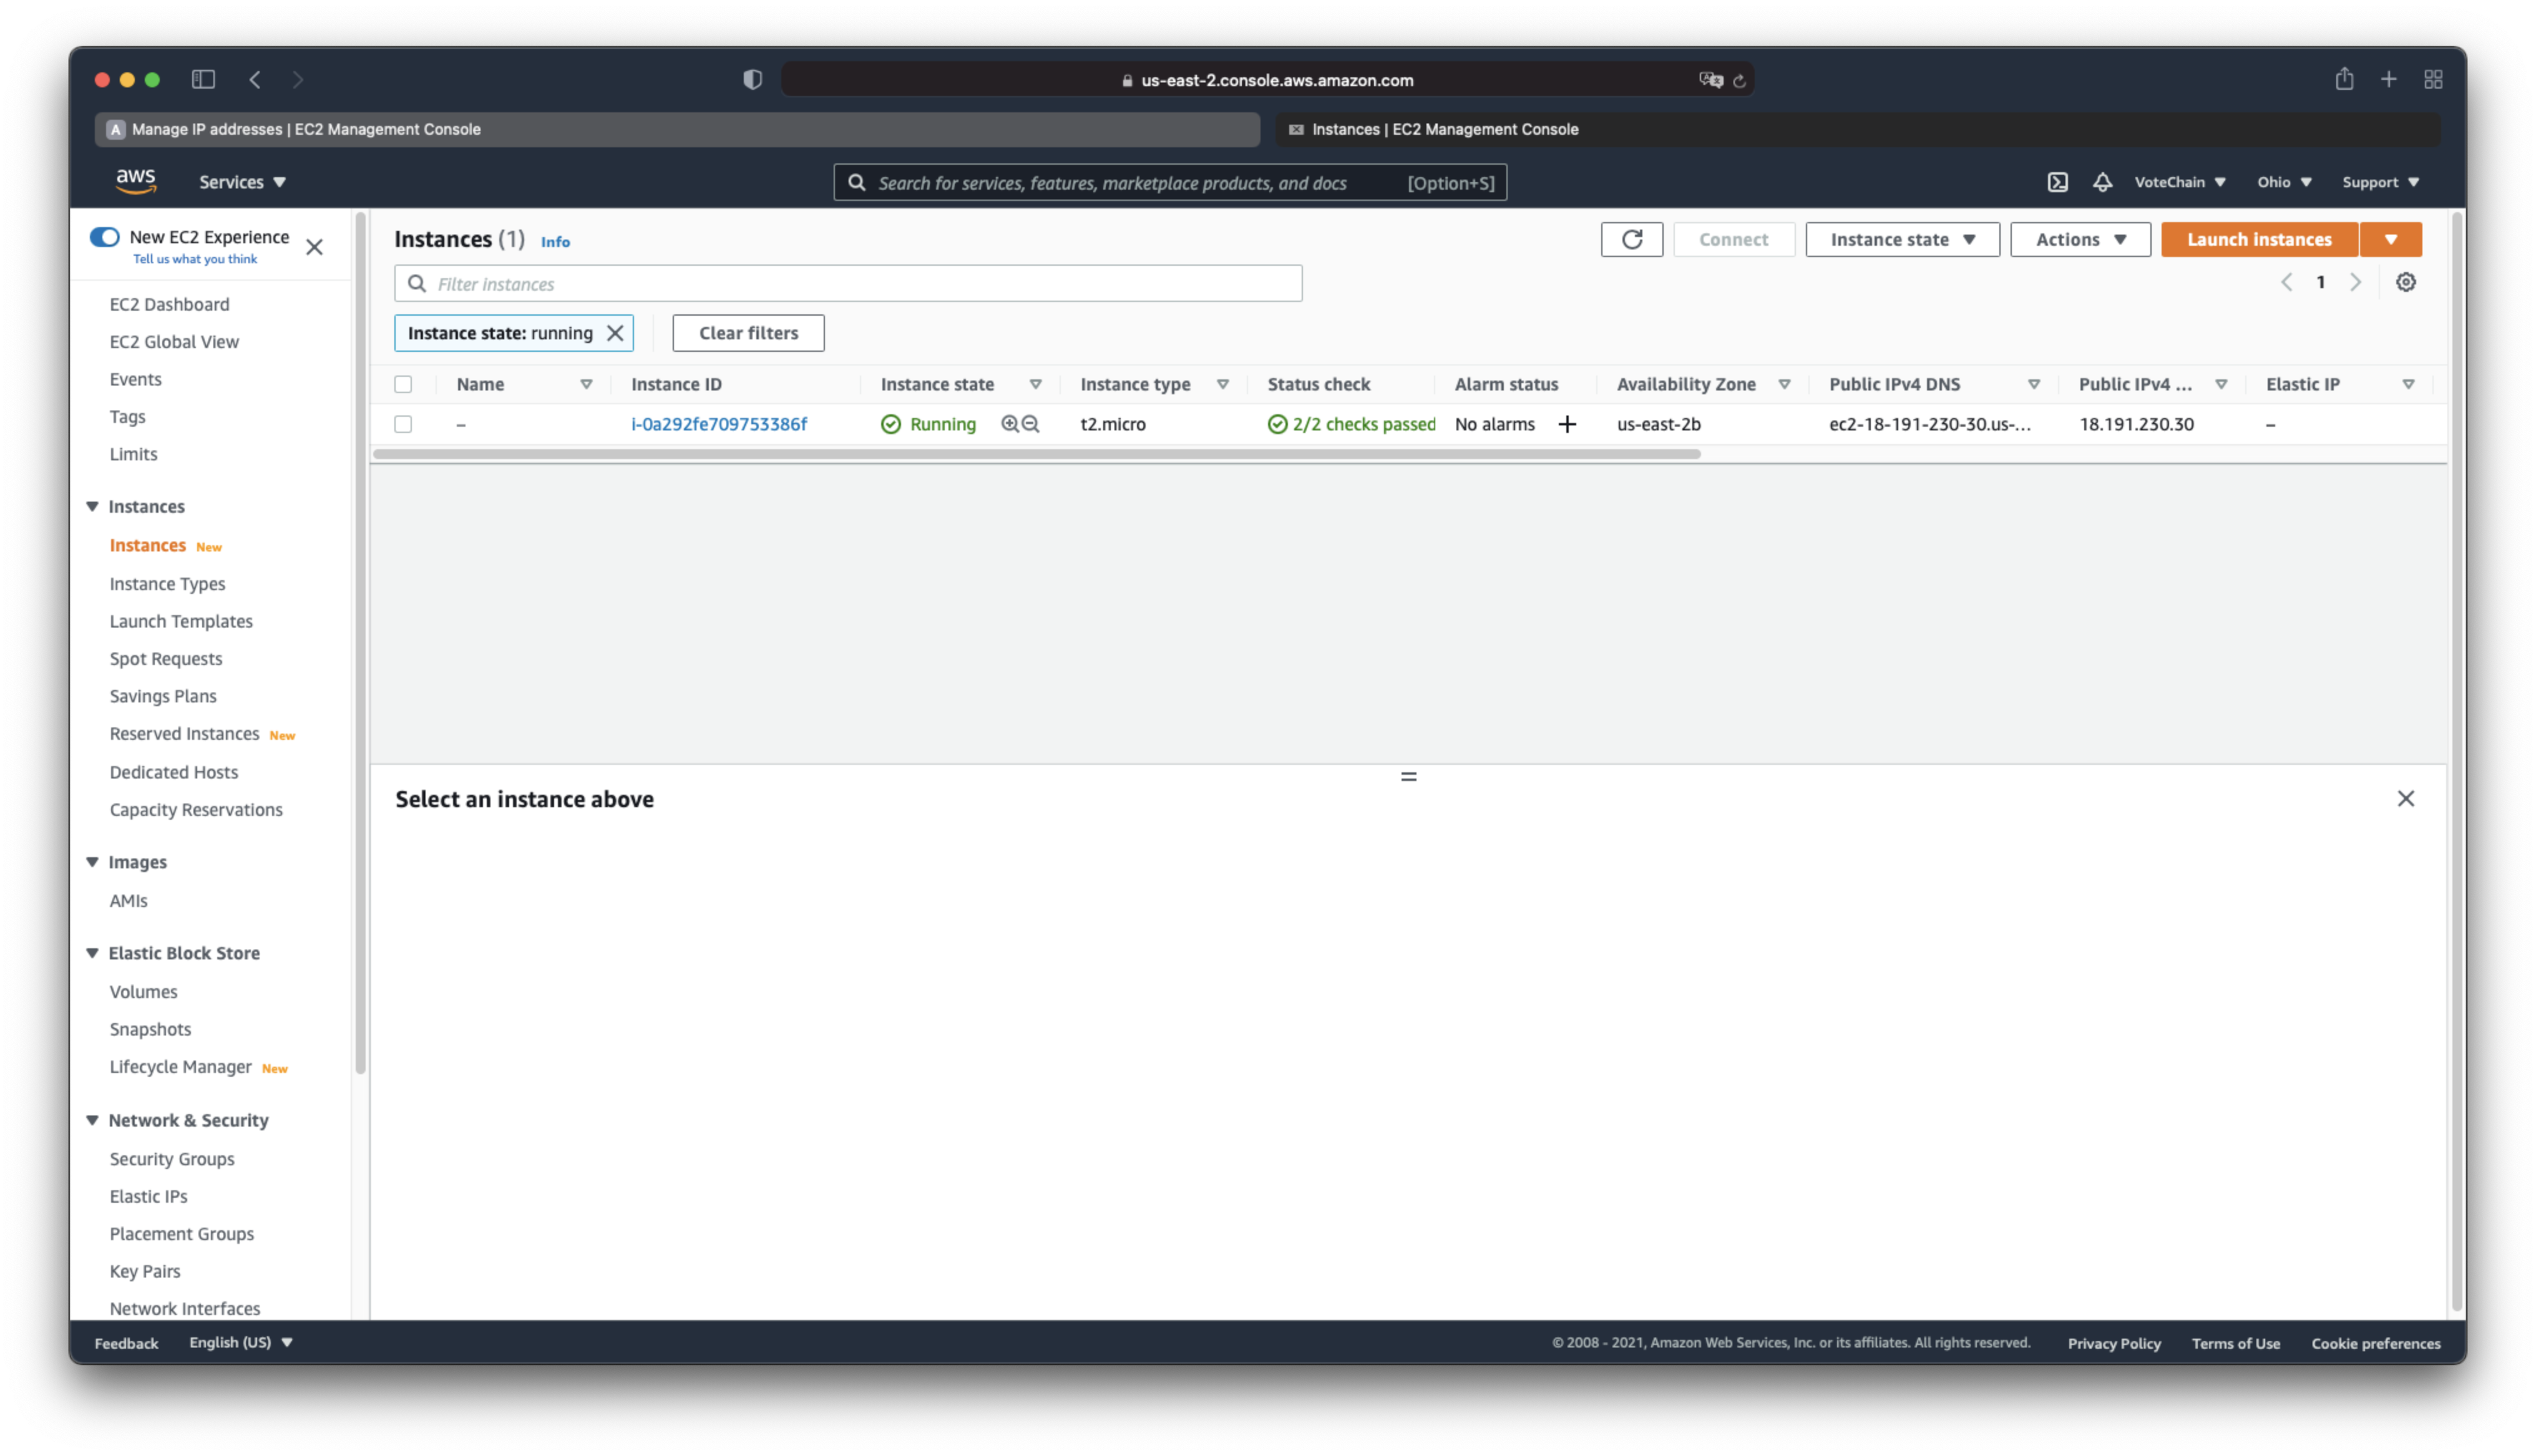 us-east-2.console.aws.amazon.com
A Manage IP addresses | EC2 Management Console
Instances | EC2 Management Console
aws Services Search for services, features, marketplace products, and docs [Option+S] VoteChain Ohio Support
New EC2 Experience
Tell us what you think
EC2 Dashboard
EC2 Global View
Events
Tags
Limits
Instances
Instances New
Instance Types
Launch Templates
Spot Requests
Savings Plans
Reserved Instances New
Dedicated Hosts
Capacity Reservations
Images
AMIs
Elastic Block Store
Volumes
Snapshots
Lifecycle Manager New
Network & Security
Security Groups
Elastic IPs
Placement Groups
Key Pairs
Network Interfaces
Instances (1) Info
Connect Instance state Actions Launch instances
Filter instances
1
Instance state: running Clear filters
Name Instance ID Instance state Instance type Status check Alarm status Availability Zone Public IPv4 DNS Public IPv4 ... Elastic IP
– i-0a292fe709753386f Running t2.micro 2/2 checks passed No alarms + us-east-2b ec2-18-191-230-30.us-... 18.191.230.30 –
Select an instance above
Feedback English (US) © 2008 - 2021, Amazon Web Services, Inc. or its affiliates. All rights reserved. Privacy Policy Terms of Use Cookie preferences